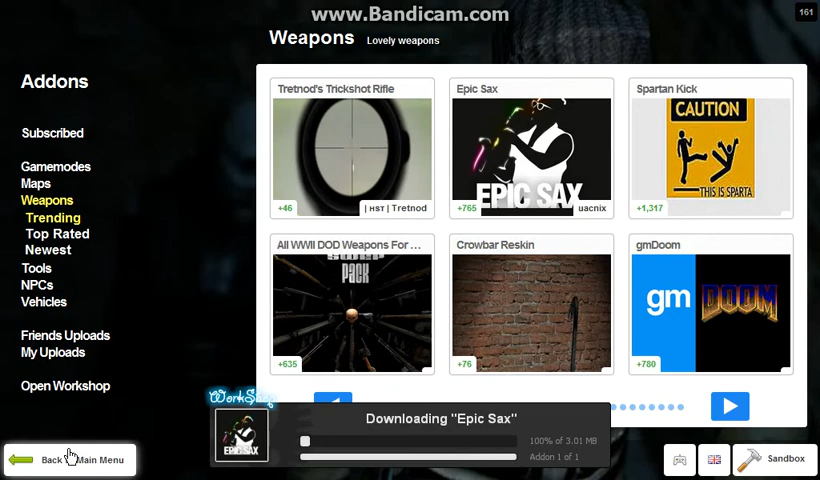 www.Bandicam.com
161
Weapons
Lovely weapons
Addons
Subscribed
Gamemodes
Maps
Weapons
Trending
Top Rated
Newest
Tools
NPCs
Vehicles
Friends Uploads
My Uploads
Open Workshop
Tretnod's Trickshot Rifle
+46
| HST | Tretnod
Epic Sax
EPIC SAX
+765
uacnix
Spartan Kick
CAUTION
THIS IS SPARTA
+1,317
All WWII DOD Weapons For ...
PACK
+635
Crowbar Reskin
+76
gmDoom
gm
DOOM
+780
WorkShop
EPIC SAX
Downloading "Epic Sax"
100% of 3.01 MB
Addon 1 of 1
Back Main Menu
Sandbox